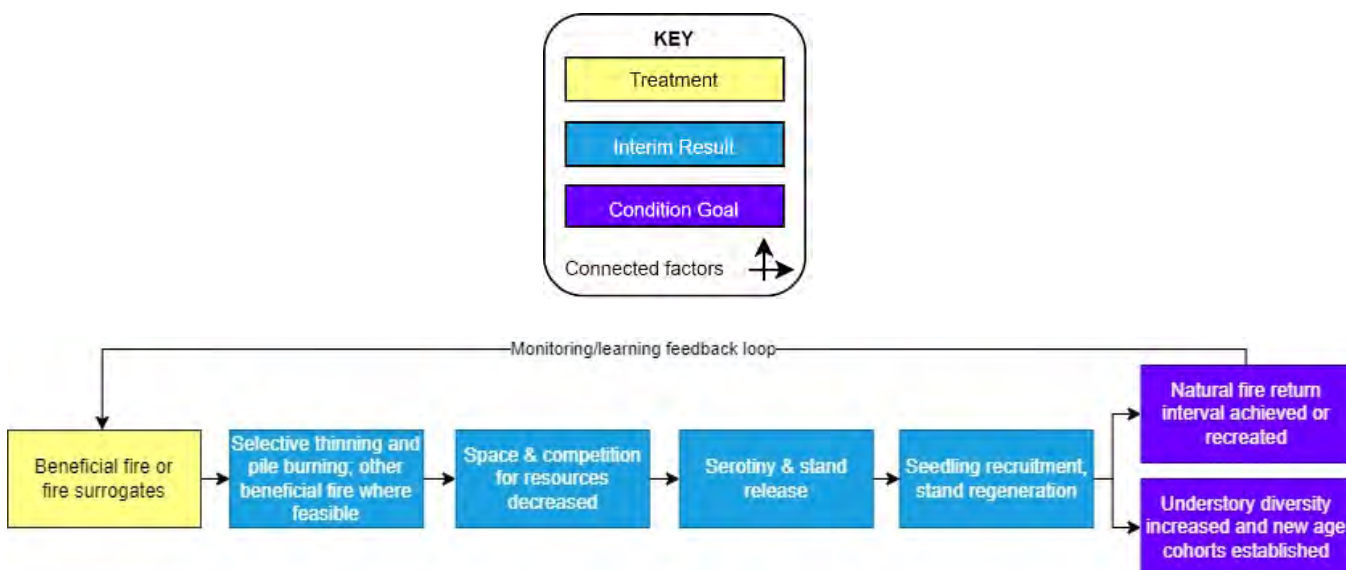 KEY
Treatment
Interim Result
Condition Goal
Connected factors
Monitoring/learning feedback loop
Beneficial fire or
fire surrogates
Selective thinning and
pile burning; other
beneficial fire where
feasible
Space & competition
for resources
decreased
Serotiny & stand
release
Seedling recruitment,
stand regeneration
Natural fire return
interval achieved or
recreated
Understory diversity
increased and new age
cohorts established